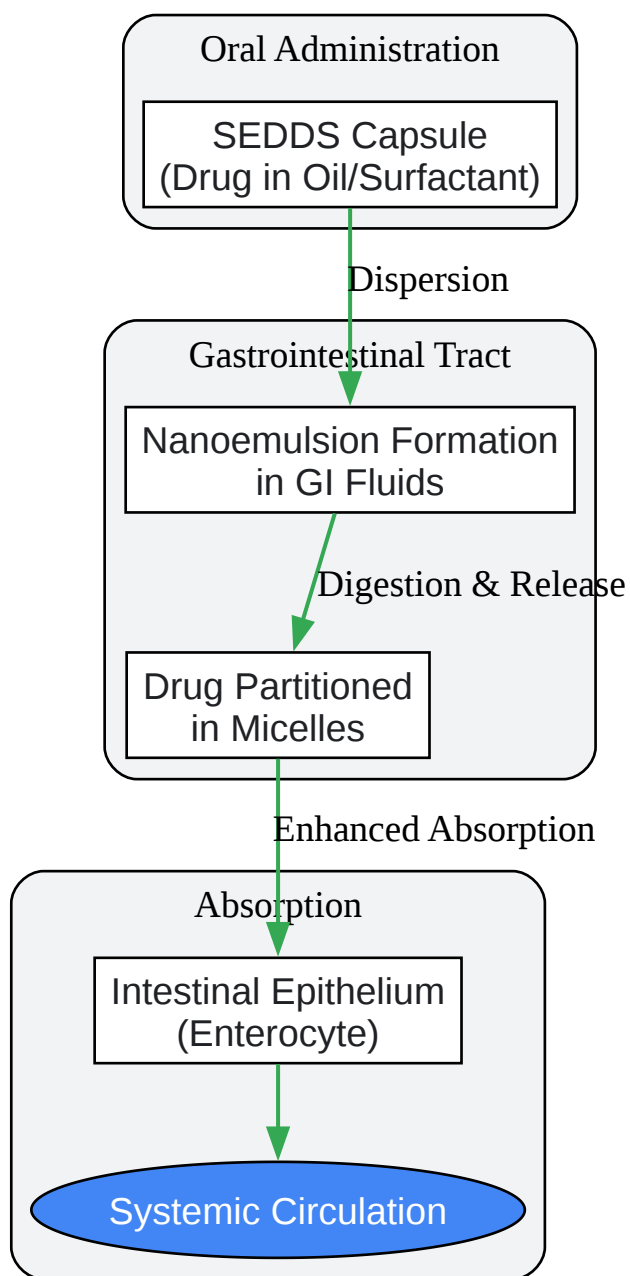 Oral Administration
SEDDS Capsule
(Drug in Oil/Surfactant)
Dispersion
Gastrointestinal Tract
Nanoemulsion Formation
in GI Fluids
Digestion & Release
Drug Partitioned
in Micelles
Enhanced Absorption
Absorption
Intestinal Epithelium
(Enterocyte)
Systemic Circulation